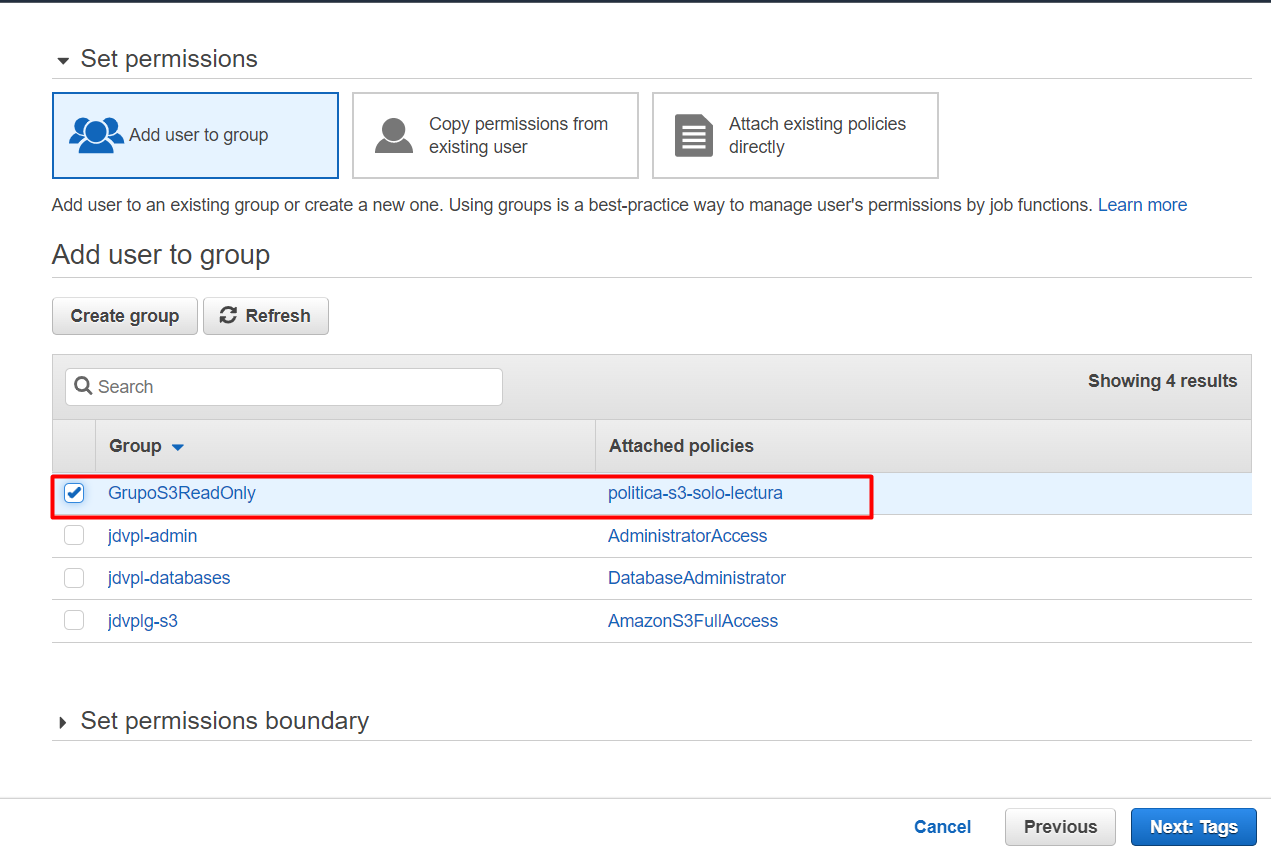 Set permissions
Add user to group
Copy permissions from
existing user
Attach existing policies
directly
Add user to an existing group or create a new one. Using groups is a best-practice way to manage user's permissions by job functions. Learn more
Add user to group
Create group
Refresh
Search
Showing 4 results
Group
Attached policies
GrupoS3ReadOnly
politica-s3-solo-lectura
jdvpl-admin
AdministratorAccess
jdvpl-databases
DatabaseAdministrator
jdvplg-s3
AmazonS3FullAccess
Set permissions boundary
Cancel
Previous
Next: Tags